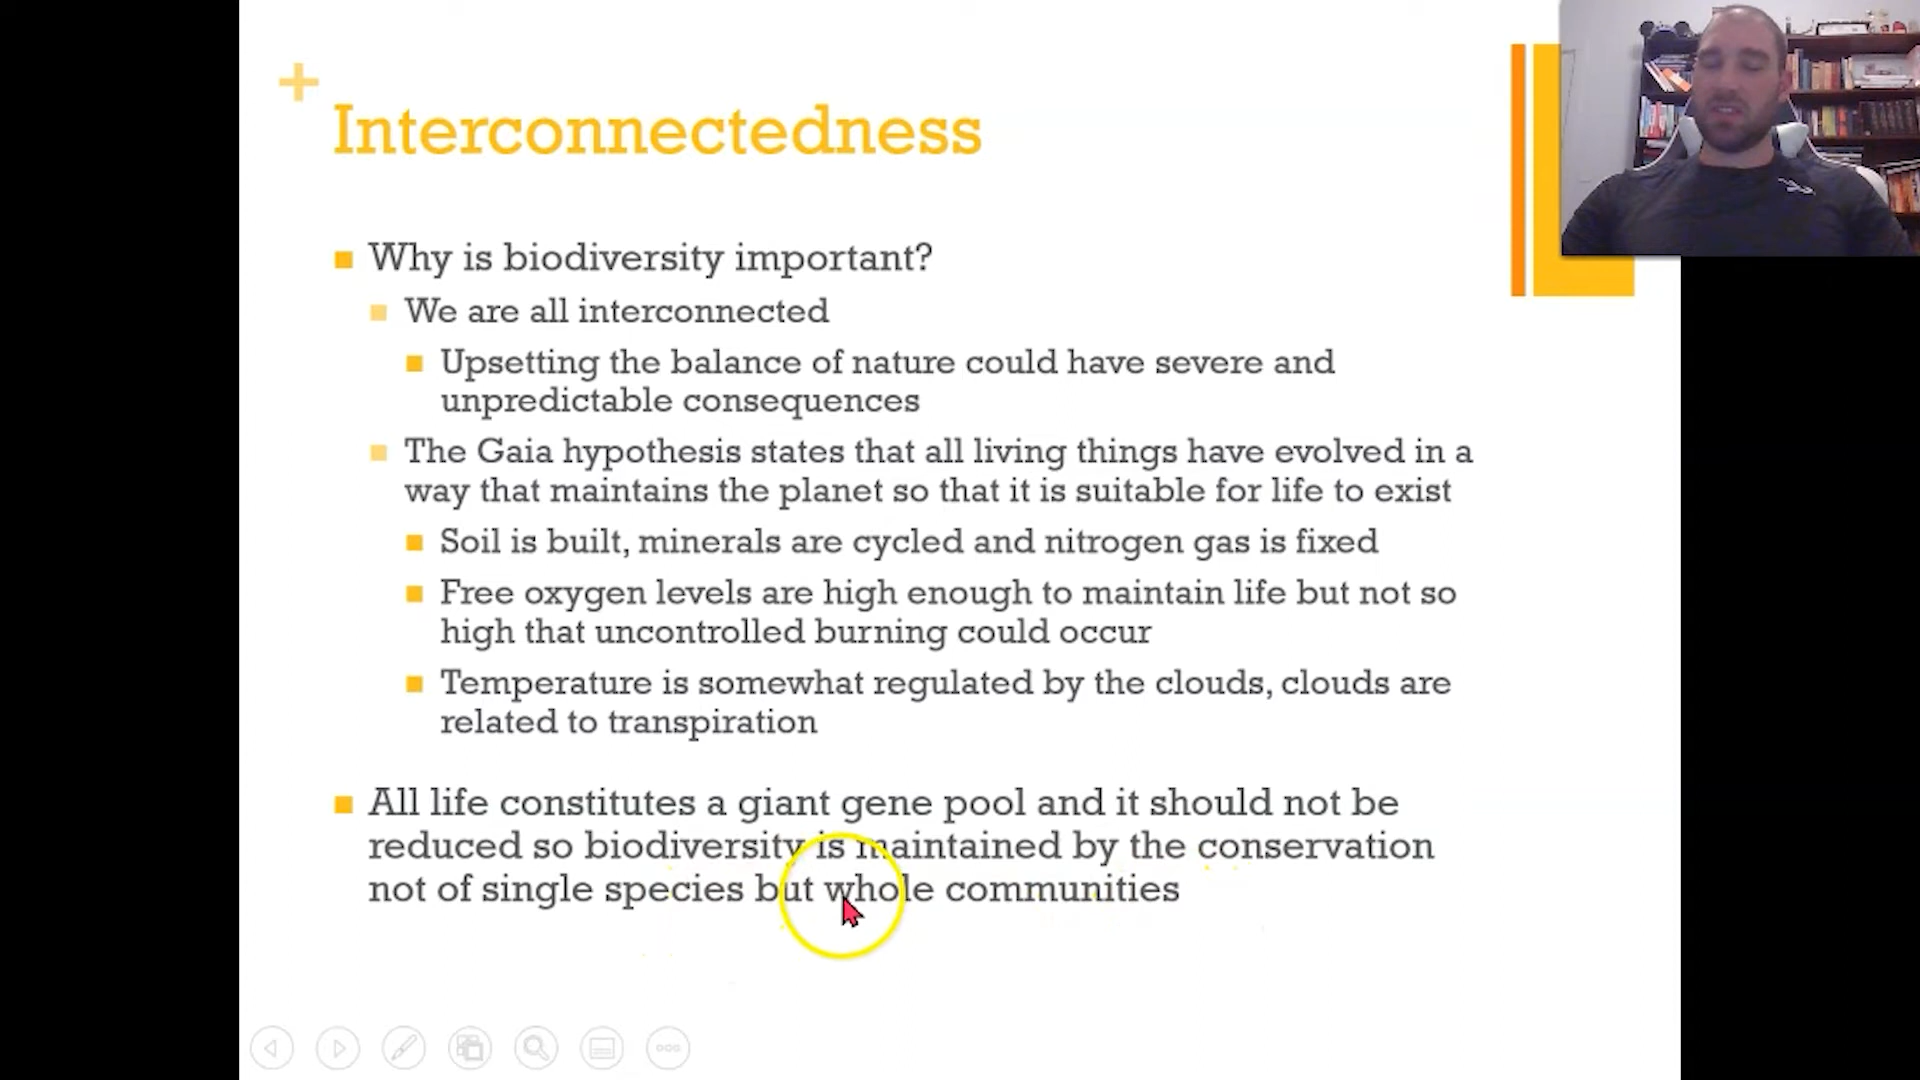 Interconnectedness
Why is biodiversity important?
We are all interconnected
Upsetting the balance of nature could have severe and
unpredictable consequences
The Gaia hypothesis states that all living things have evolved in a
way that maintains the planet so that it is suitable for life to exist
Soil is built, minerals are cycled and nitrogen gas is fixed
Free oxygen levels are high enough to maintain life but not so
high that uncontrolled burning could occur
Temperature is somewhat regulated by the clouds, clouds are
related to transpiration
All life constitutes a giant gene pool and it should not be
reduced so biodiversity is maintained by the conservation
not of single species but whole communities